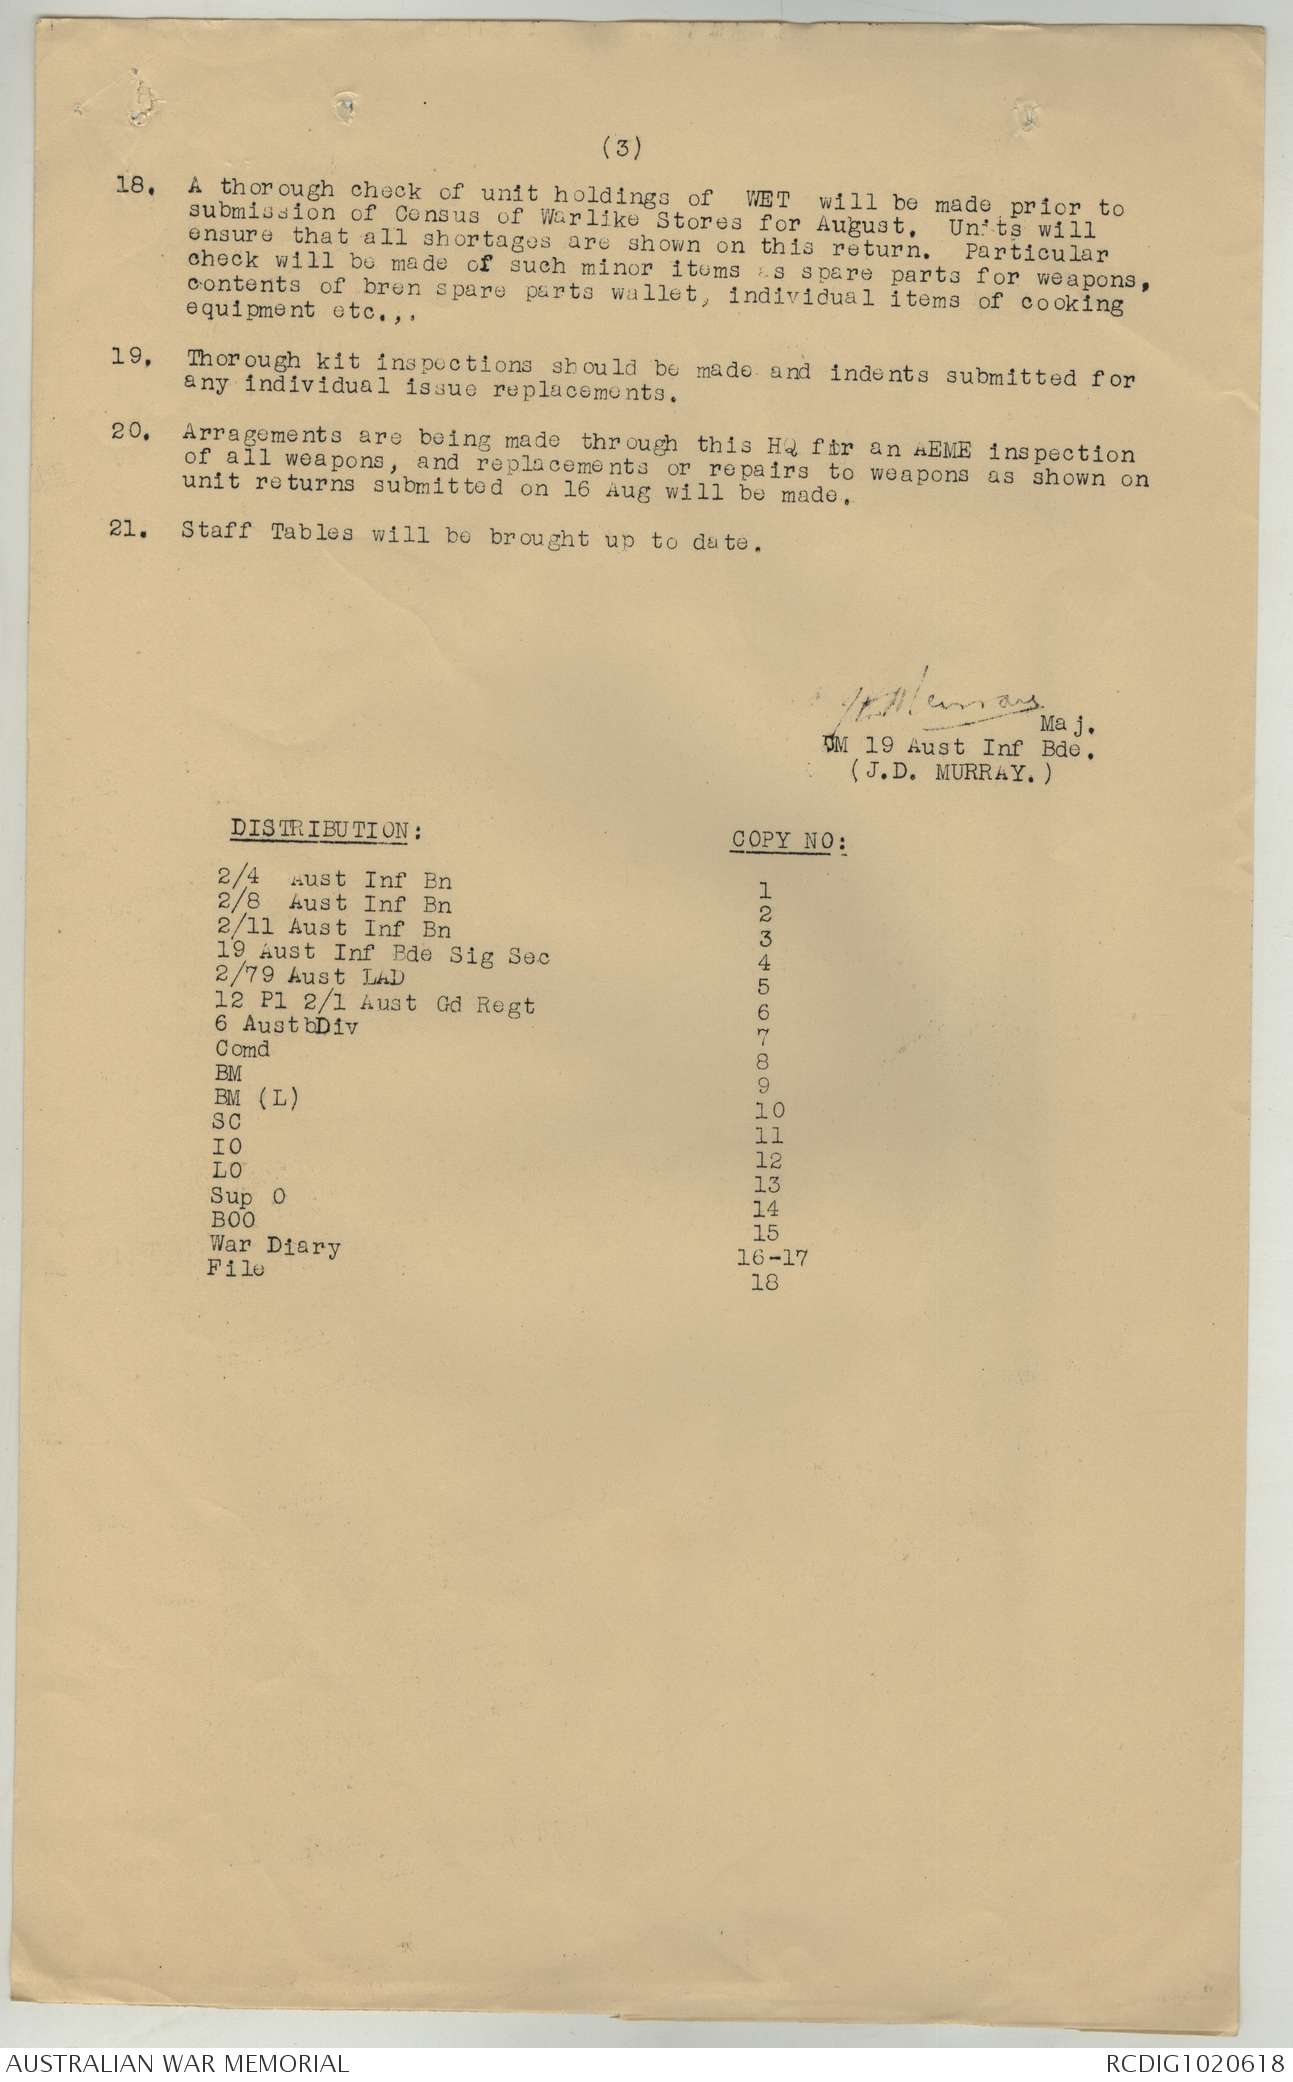 (3)
18. A thorough check of unit holdings of WET will be made prior to
submission of Census of Warlike Stores for August. Units will
ensure that all shortages are shown on this return. Particular
check will be made of such minor items as spare parts for weapons,
contents of bren spare parts wallet, individual items of cooking
equipment etc.,.
19. Thorough kit inspections should be made and indents submitted for
any individual issue replacements.
20. Arragements are being made through this HQ for an AEME inspection
of all weapons, and replacements or repairs to weapons as shown on
unit returns submitted on 16 Aug will be made.
21. Staff Tables will be brought up to date.
JD Murray
Maj.
BM 19 Aust Inf Bde.
(J.D. MURRAY.)
DISTRIBUTION: COPY NO:
2/4 Aust Inf Bn 1
2/8 Aust Inf Bn 2
2/11 Aust Inf Bn 3
19 Aust Inf Bde Sig Sec 4
2/79 Aust LAD 5
12 Pl 2/1 Aust Gd Regt 6
6 AustbDiv 7
Comd 8
BM 9
BM (L) 10
SC 11
IO 12
LO 13
Sup O 14
BOO 15
War Diary 16-17
File 18
AUSTRALIAN WAR MEMORIAL RCDIG1020618